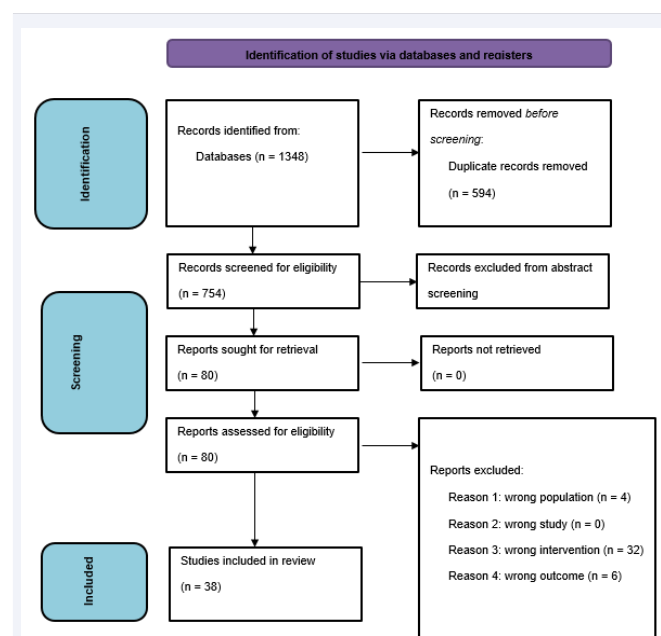 Identification of studies via databases and registers
Identification
Records identified from:
Databases (n = 1348)
Records removed before
screening:
Duplicate records removed
(n = 594)
Screening
Records screened for eligibility
(n = 754)
Records excluded from abstract
screening
Reports sought for retrieval
(n = 80)
Reports not retrieved
(n = 0)
Reports assessed for eligibility
(n = 80)
Reports excluded:
Reason 1: wrong population (n = 4)
Reason 2: wrong study (n = 0)
Reason 3: wrong intervention (n = 32)
Reason 4: wrong outcome (n = 6)
Included
Studies included in review
(n = 38)